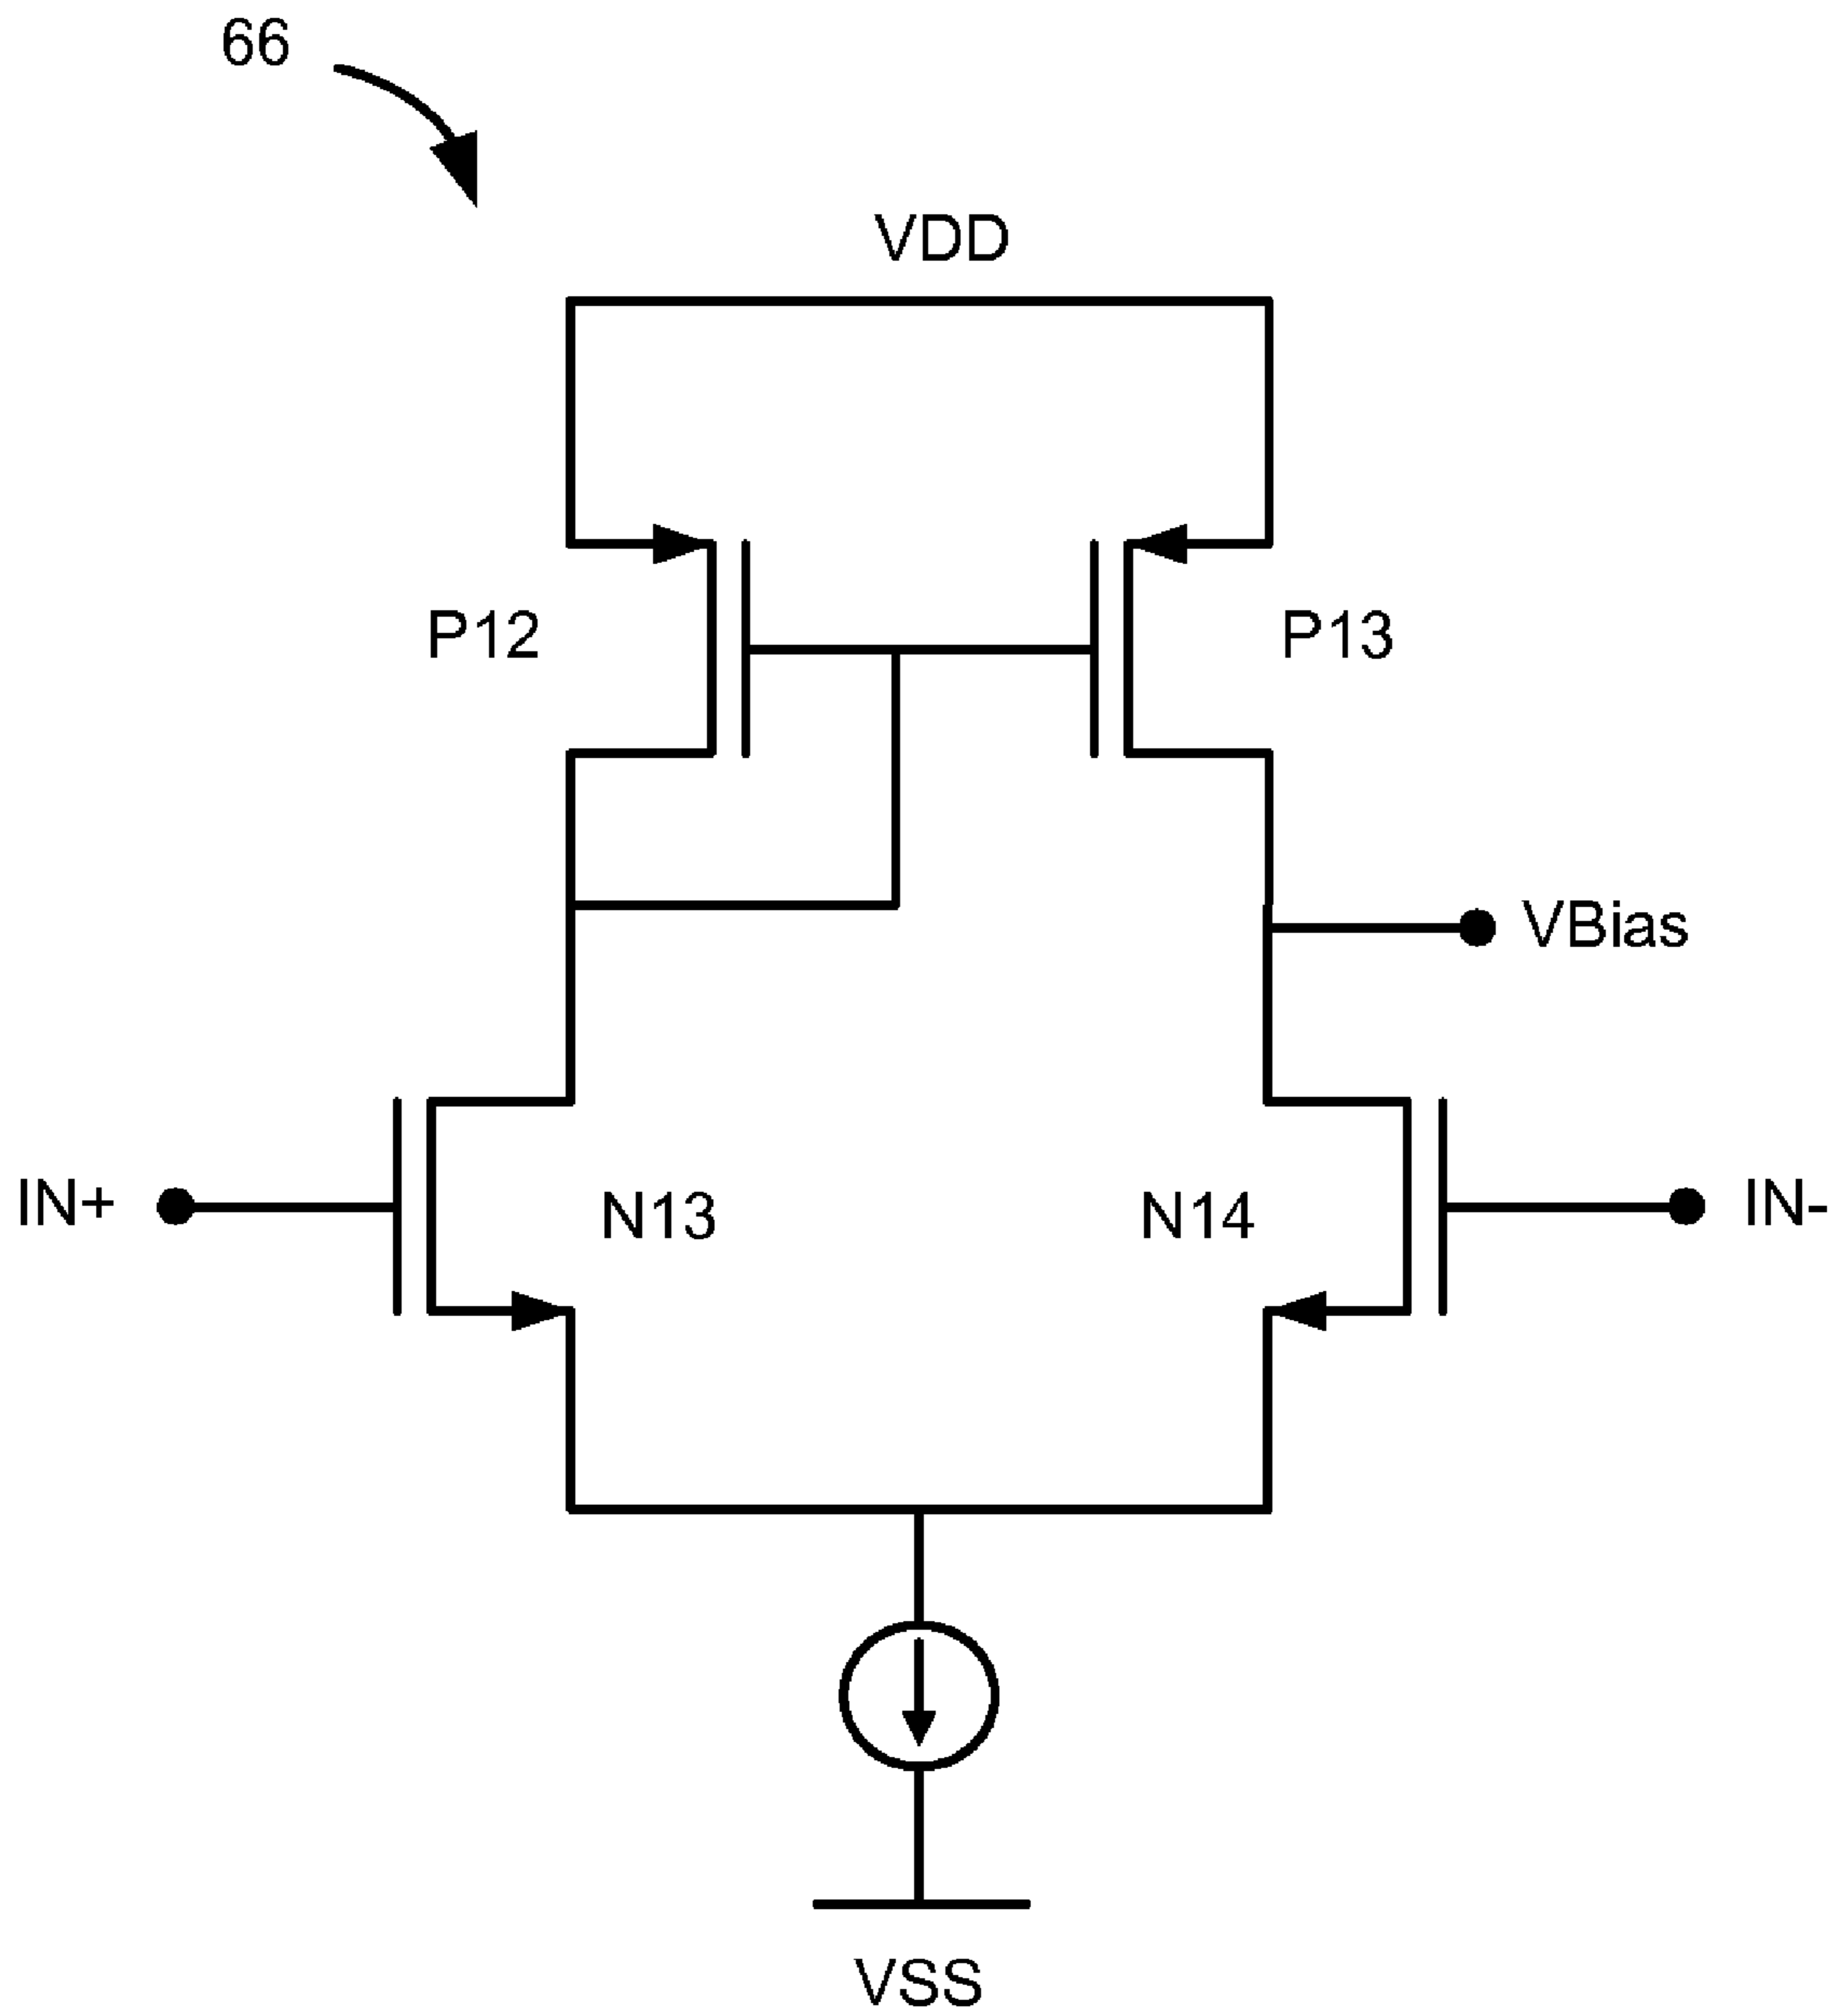 66
VDD
P12
P13
VBias
IN+
N13
N14
IN-
VSS